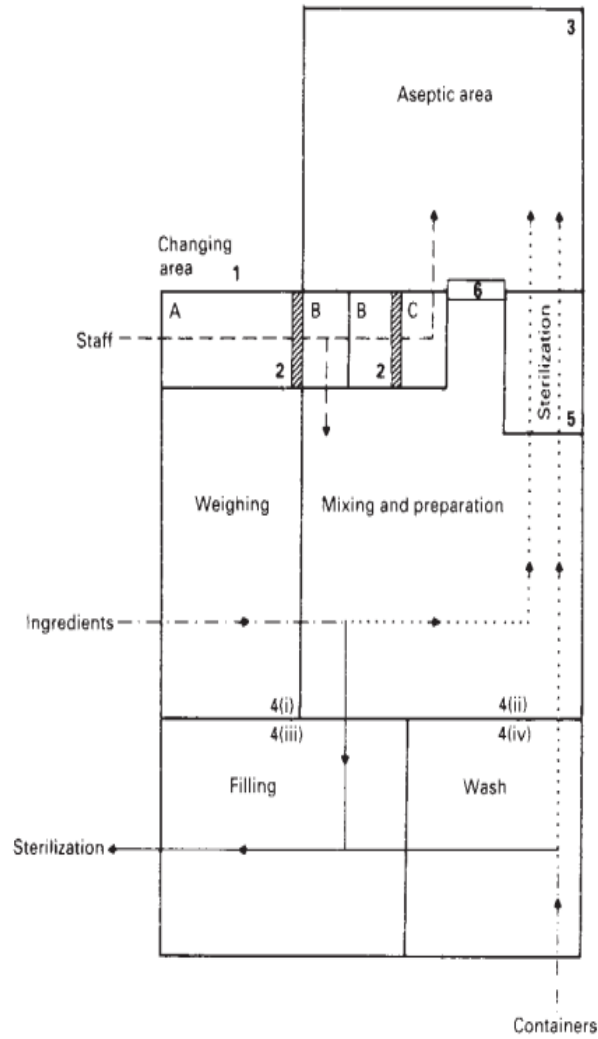 3
Aseptic area
Changing
area
1
6
A
B
B
C
Staff
2
2
Sterilization
5
Weighing
Mixing and preparation
Ingredients
4(i)
4(ii)
4(iii)
4(iv)
Filling
Wash
Sterilization
Containers